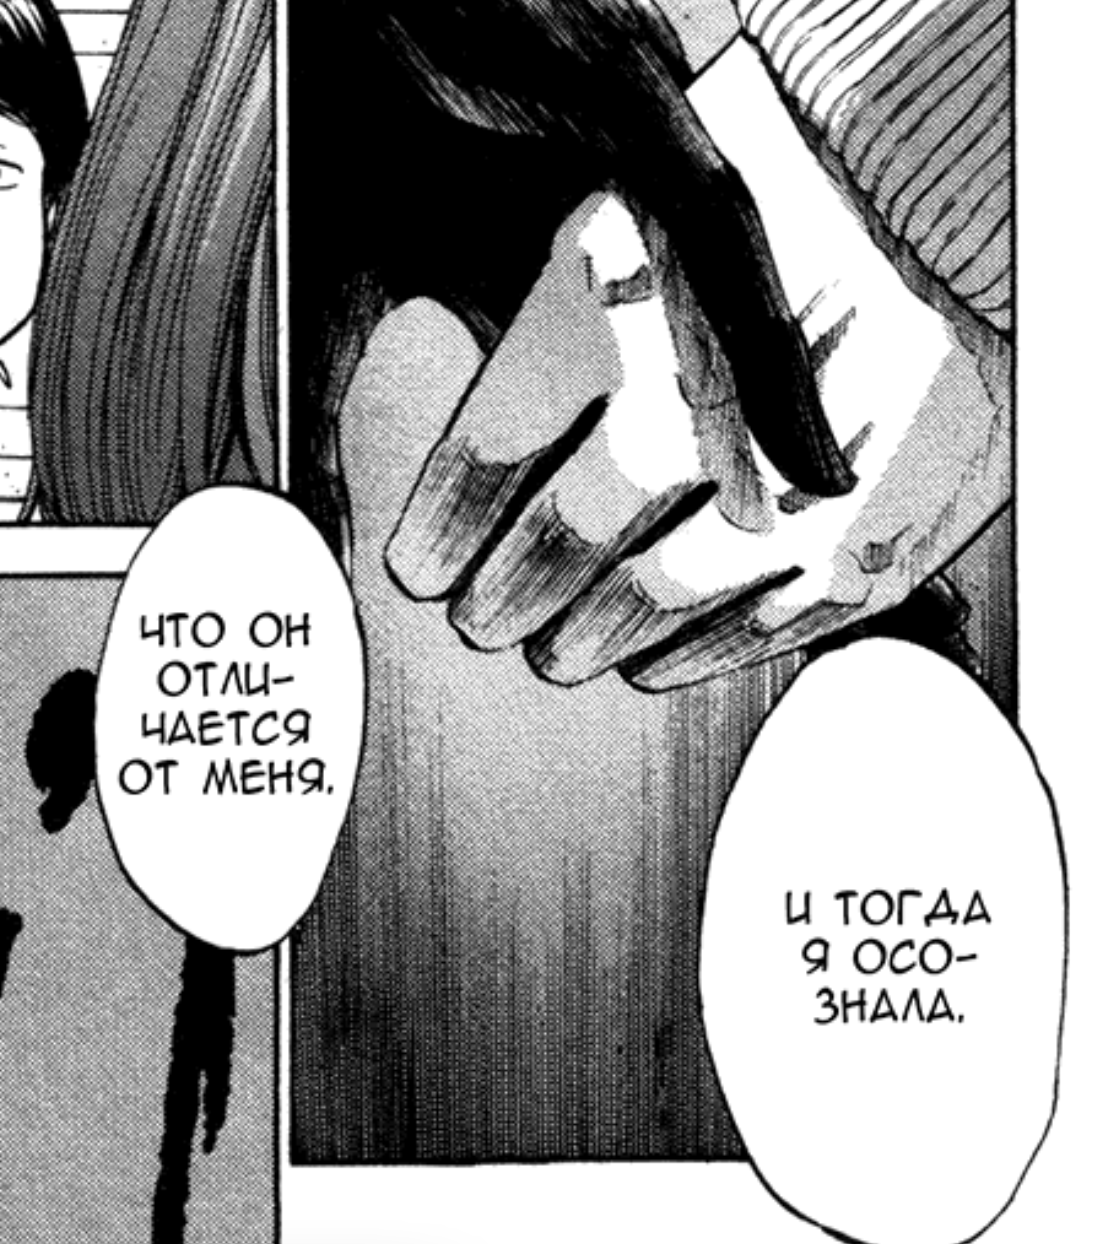 И ТОГДА
Я ОСО-
ЗНАЛА,
ЧТО ОН
ОТЛИ-
ЧАЕТСЯ
ОТ МЕНЯ.